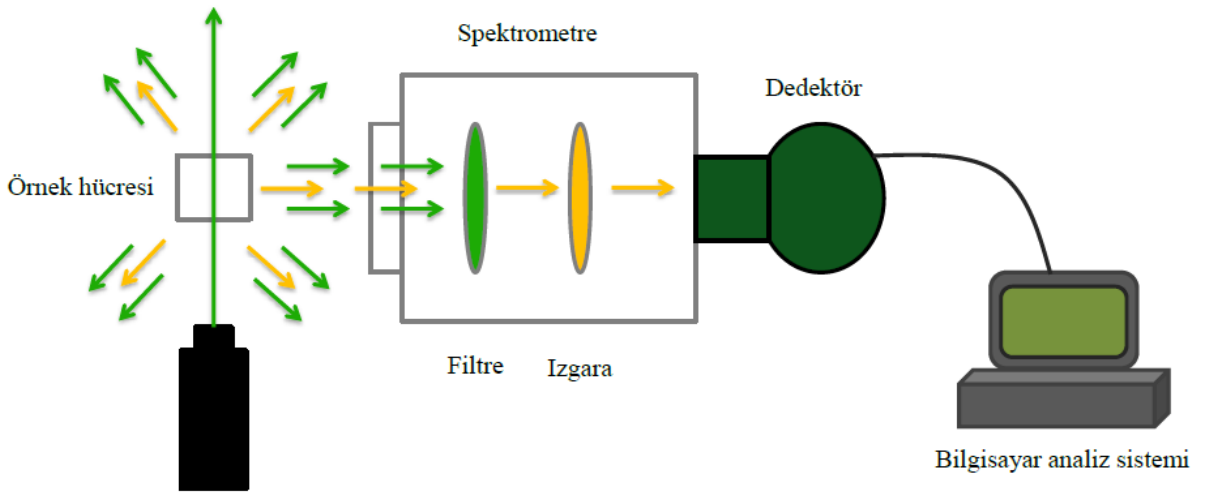 Spektrometre
Dedektör
Örnek hücresi
Filtre
Izgara
Bilgisayar analiz sistemi